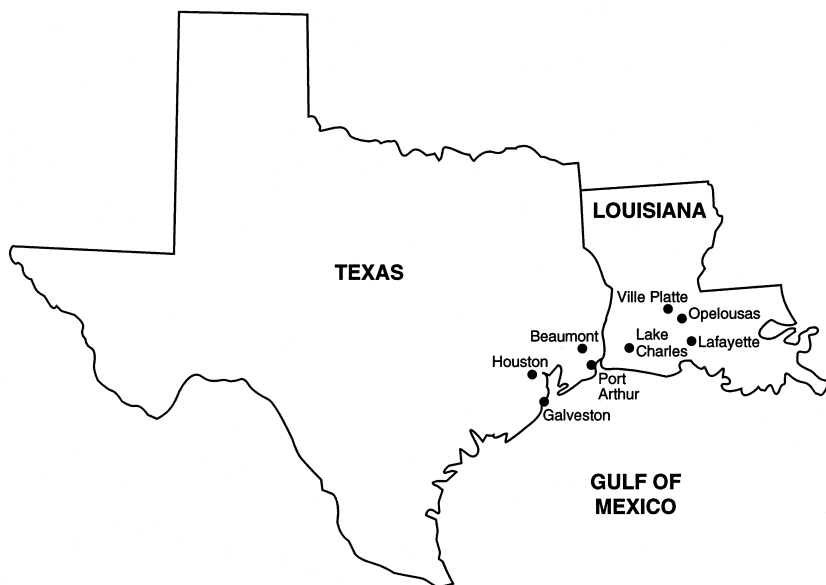 LOUISIANA
TEXAS
Ville Platte
Opelousas
Beaumont
Lake
Charles
Lafayette
Houston
Port
Arthur
Galveston
GULF OF
MEXICO